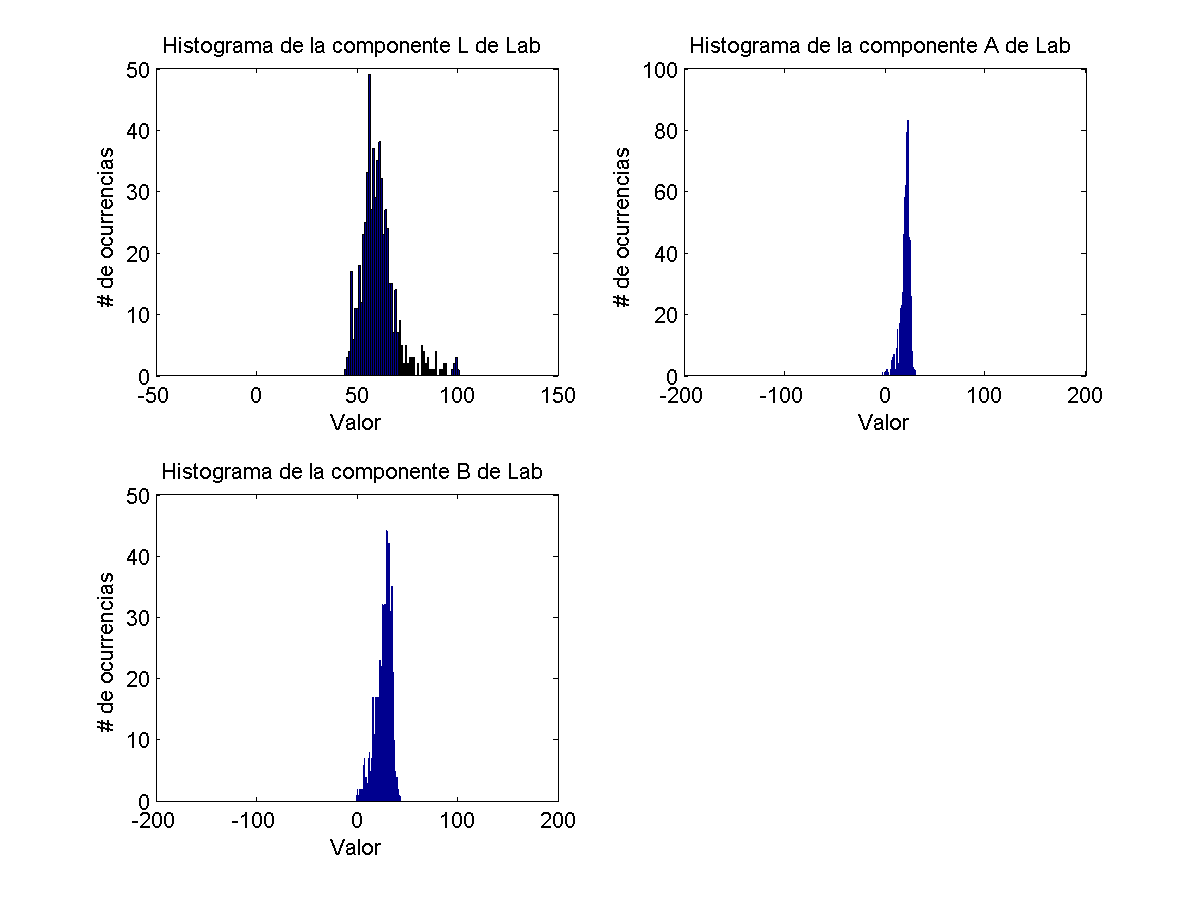 Histograma de la componente L de Lab
50
40
30
20
10
0
-50 0 50 100 150
# de ocurrencias
Valor
Histograma de la componente A de Lab
100
80
60
40
20
0
-200 -100 0 100 200
# de ocurrencias
Valor
Histograma de la componente B de Lab
50
40
30
20
10
0
-200 -100 0 100 200
# de ocurrencias
Valor